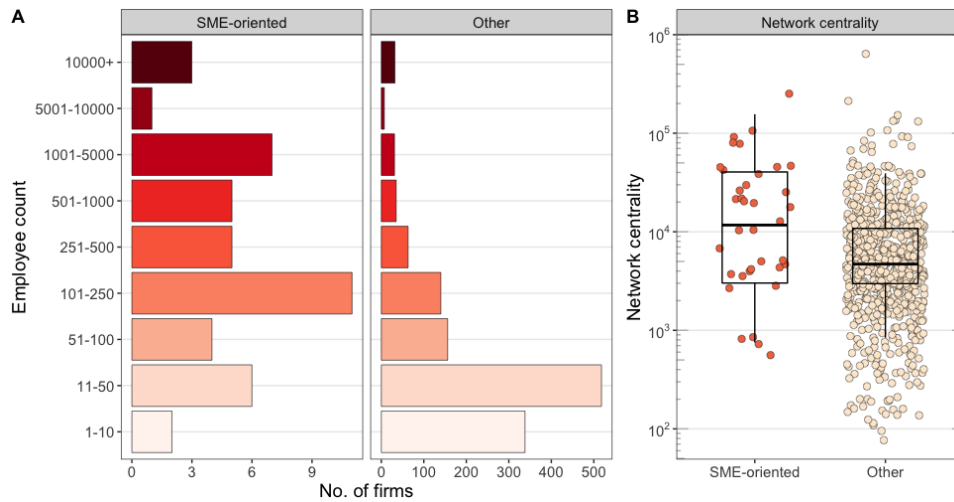 A
SME-oriented
Other
Employee count
10000+
5001-10000
1001-5000
501-1000
251-500
101-250
51-100
11-50
1-10
0 3 6 9
0 100 200 300 400 500
No. of firms
B
Network centrality
Network centrality
10^6
10^5
10^4
10^3
10^2
SME-oriented
Other